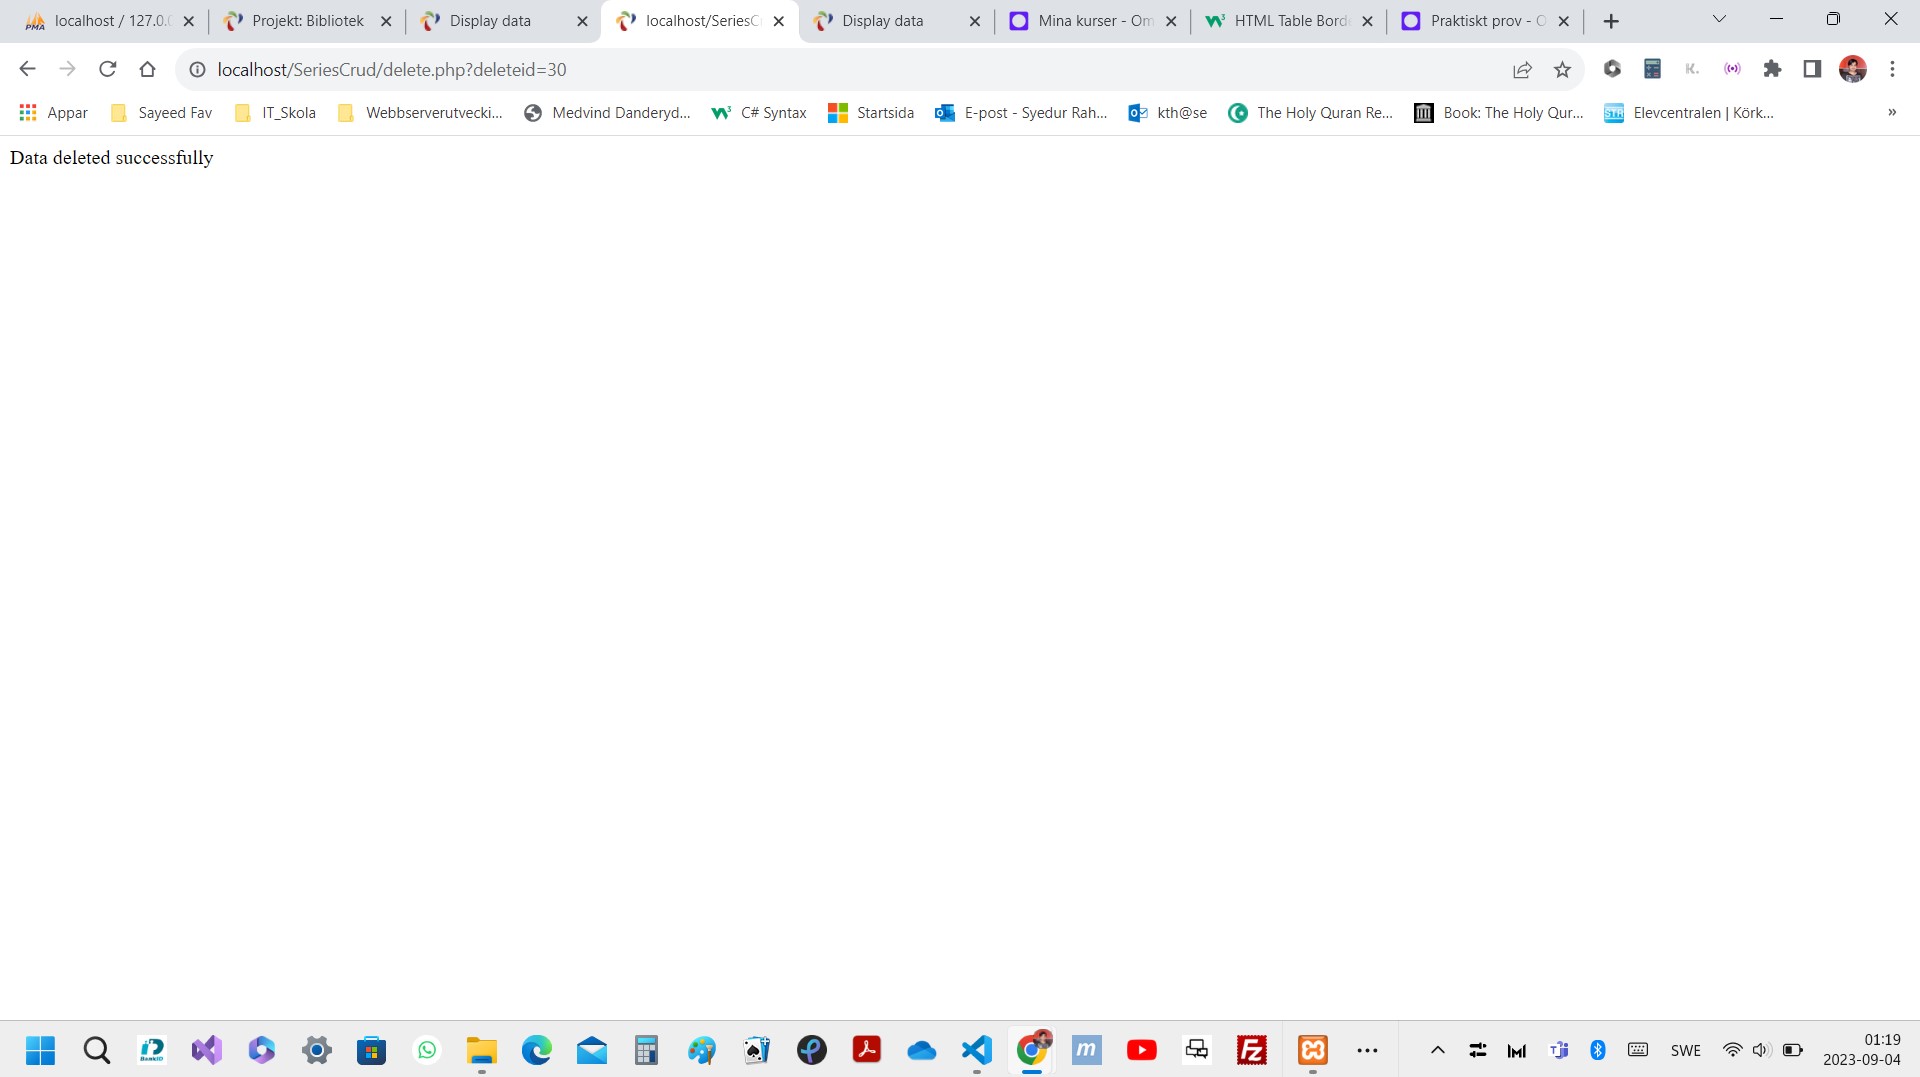 localhost / 127.0.0
Projekt: Bibliotek
Display data
localhost/SeriesC
Display data
Mina kurser - Om
HTML Table Bord
Praktiskt prov - O
localhost/SeriesCrud/delete.php?deleteid=30
Appar
Sayeed Fav
IT_Skola
Webbserverutvecki...
Medvind Danderyd...
C# Syntax
Startsida
E-post - Syedur Rah...
kth@se
The Holy Quran Re...
Book: The Holy Qur...
Elevcentralen | Körk...
»
Data deleted successfully
SWE
01:19
2023-09-04